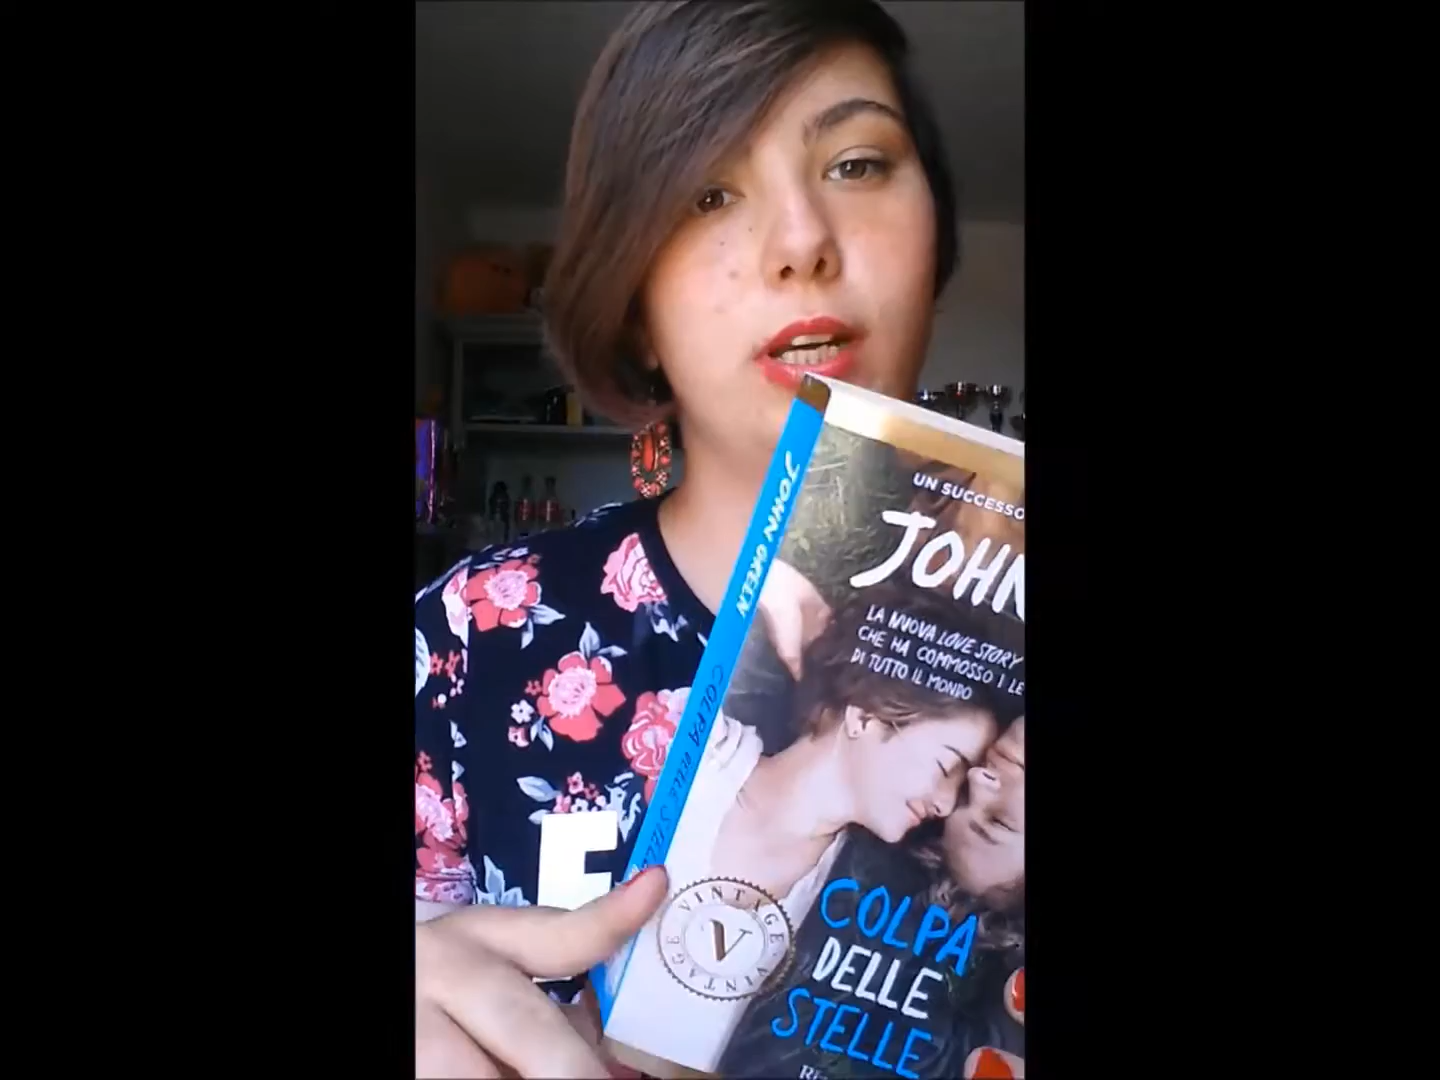 UN SUCCESSO
JOHN
LA NUOVA LOVE STORY
CHE HA COMMOSSO I LE
DI TUTTO IL MONDO
COLPA
DELLE
STELLE
VINTAGE VINTAGE
V
JOHN GREEN COLPA DELLE STELLE
E